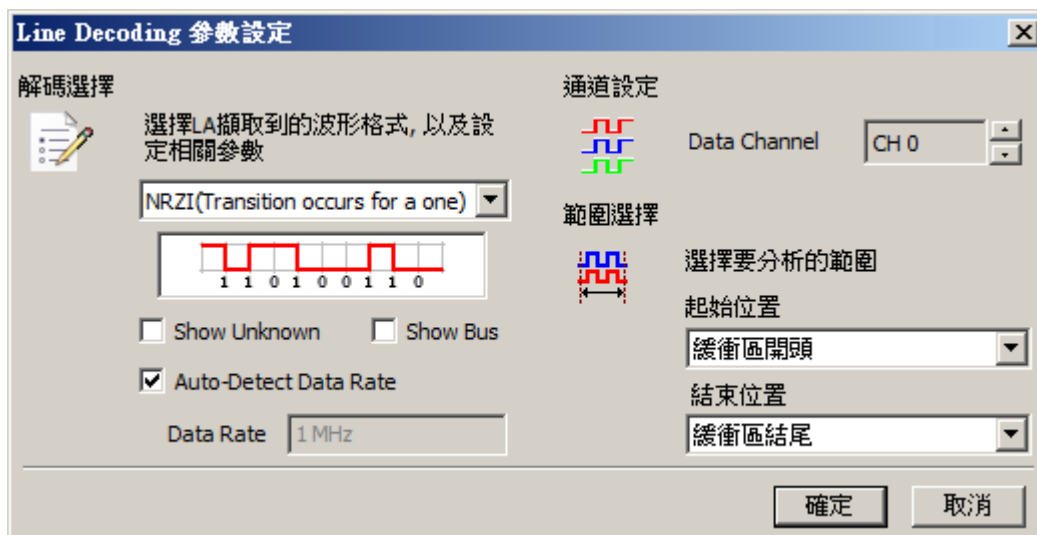 Line Decoding 參數設定
解碼選擇
選擇LA擷取到的波形格式, 以及設
定相關參數
NRZI(Transition occurs for a one)
1 1 0 1 0 0 1 1 0
Show Unknown
Show Bus
Auto-Detect Data Rate
Data Rate
1 MHz
通道設定
Data Channel
CH 0
範圍選擇
選擇要分析的範圍
起始位置
緩衝區開頭
結束位置
緩衝區結尾
確定
取消